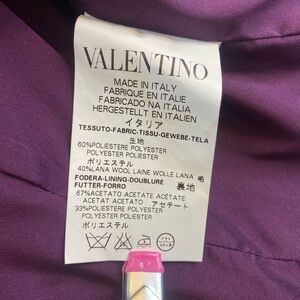 VALENTINO
MADE IN ITALY
FABRIQUE EN ITALIE
FABRICADO NA ITALIA
HERGESTELLT EN ITALIEN
イタリア
TESSUTO-FABRIC-TISSU-GEWEBE-TELA
生地
60%POLIESTERE POLYESTER
POLYESTER POLIESTER
ポリエステル
40%LANA WOOL LAINE WOLLE LANA 毛
FODERA-LINING-DOUBLURE
FUTTER-FORRO 裏地
67%ACETATO ACETATE ACÉTATE
ACETAT ACETATO アセテート
33%POLIESTERE POLYESTER
POLYESTER POLIESTER
ポリエステル